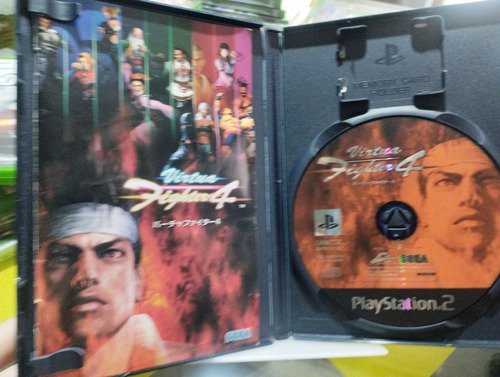 Virtua
Fighter 4
バーチャファイター4
SEGA
MEMORY CARD
HOLDER
Virtua
Fighter 4
SEGA
PlayStation 2